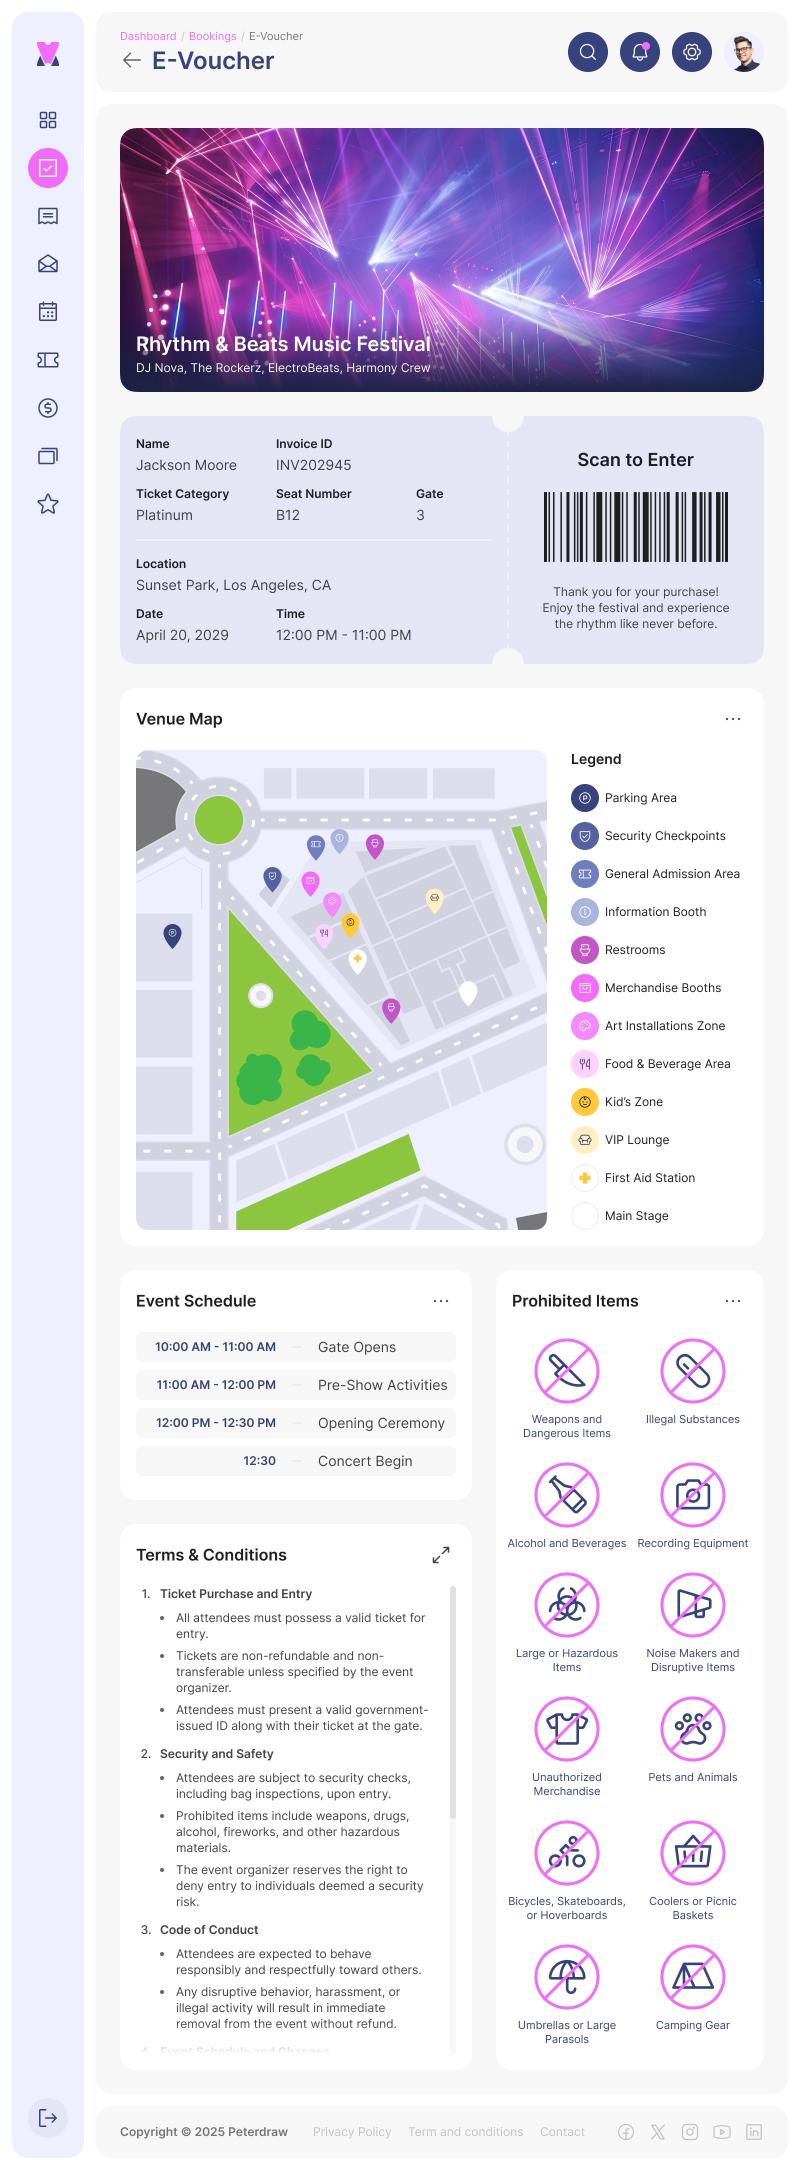 Dashboard / Bookings / E-Voucher
E-Voucher
Rhythm & Beats Music Festival
DJ Nova, The Rockerz, ElectroBeats, Harmony Crew
Name
Invoice ID
Jackson Moore
INV202945
Ticket Category
Seat Number
Gate
Platinum
B12
3
Location
Sunset Park, Los Angeles, CA
Date
Time
April 20, 2029
12:00 PM - 11:00 PM
Scan to Enter
Thank you for your purchase!
Enjoy the festival and experience
the rhythm like never before.
Venue Map
Legend
Parking Area
Security Checkpoints
General Admission Area
Information Booth
Restrooms
Merchandise Booths
Art Installations Zone
Food & Beverage Area
Kid's Zone
VIP Lounge
First Aid Station
Main Stage
Event Schedule
10:00 AM - 11:00 AM — Gate Opens
11:00 AM - 12:00 PM — Pre-Show Activities
12:00 PM - 12:30 PM — Opening Ceremony
12:30 — Concert Begin
Terms & Conditions
1. Ticket Purchase and Entry
• All attendees must possess a valid ticket for
entry.
• Tickets are non-refundable and non-
transferable unless specified by the event
organizer.
• Attendees must present a valid government-
issued ID along with their ticket at the gate.
2. Security and Safety
• Attendees are subject to security checks,
including bag inspections, upon entry.
• Prohibited items include weapons, drugs,
alcohol, fireworks, and other hazardous
materials.
• The event organizer reserves the right to
deny entry to individuals deemed a security
risk.
3. Code of Conduct
• Attendees are expected to behave
responsibly and respectfully toward others.
• Any disruptive behavior, harassment, or
illegal activity will result in immediate
removal from the event without refund.
4. Event Schedule and Changes
Prohibited Items
Weapons and
Dangerous Items
Illegal Substances
Alcohol and Beverages
Recording Equipment
Large or Hazardous
Items
Noise Makers and
Disruptive Items
Unauthorized
Merchandise
Pets and Animals
Bicycles, Skateboards,
or Hoverboards
Coolers or Picnic
Baskets
Umbrellas or Large
Parasols
Camping Gear
Copyright © 2025 Peterdraw
Privacy Policy
Term and conditions
Contact